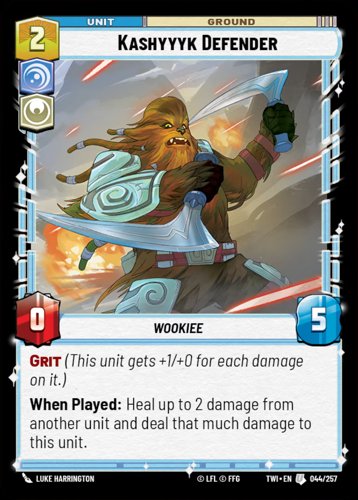 UNIT
GROUND
2
KASHYYYK DEFENDER
0
WOOKIEE
5
GRIT (This unit gets +1/+0 for each damage
on it.)
When Played: Heal up to 2 damage from
another unit and deal that much damage to
this unit.
LUKE HARRINGTON
© LFL © FFG
TWI • EN
044/257